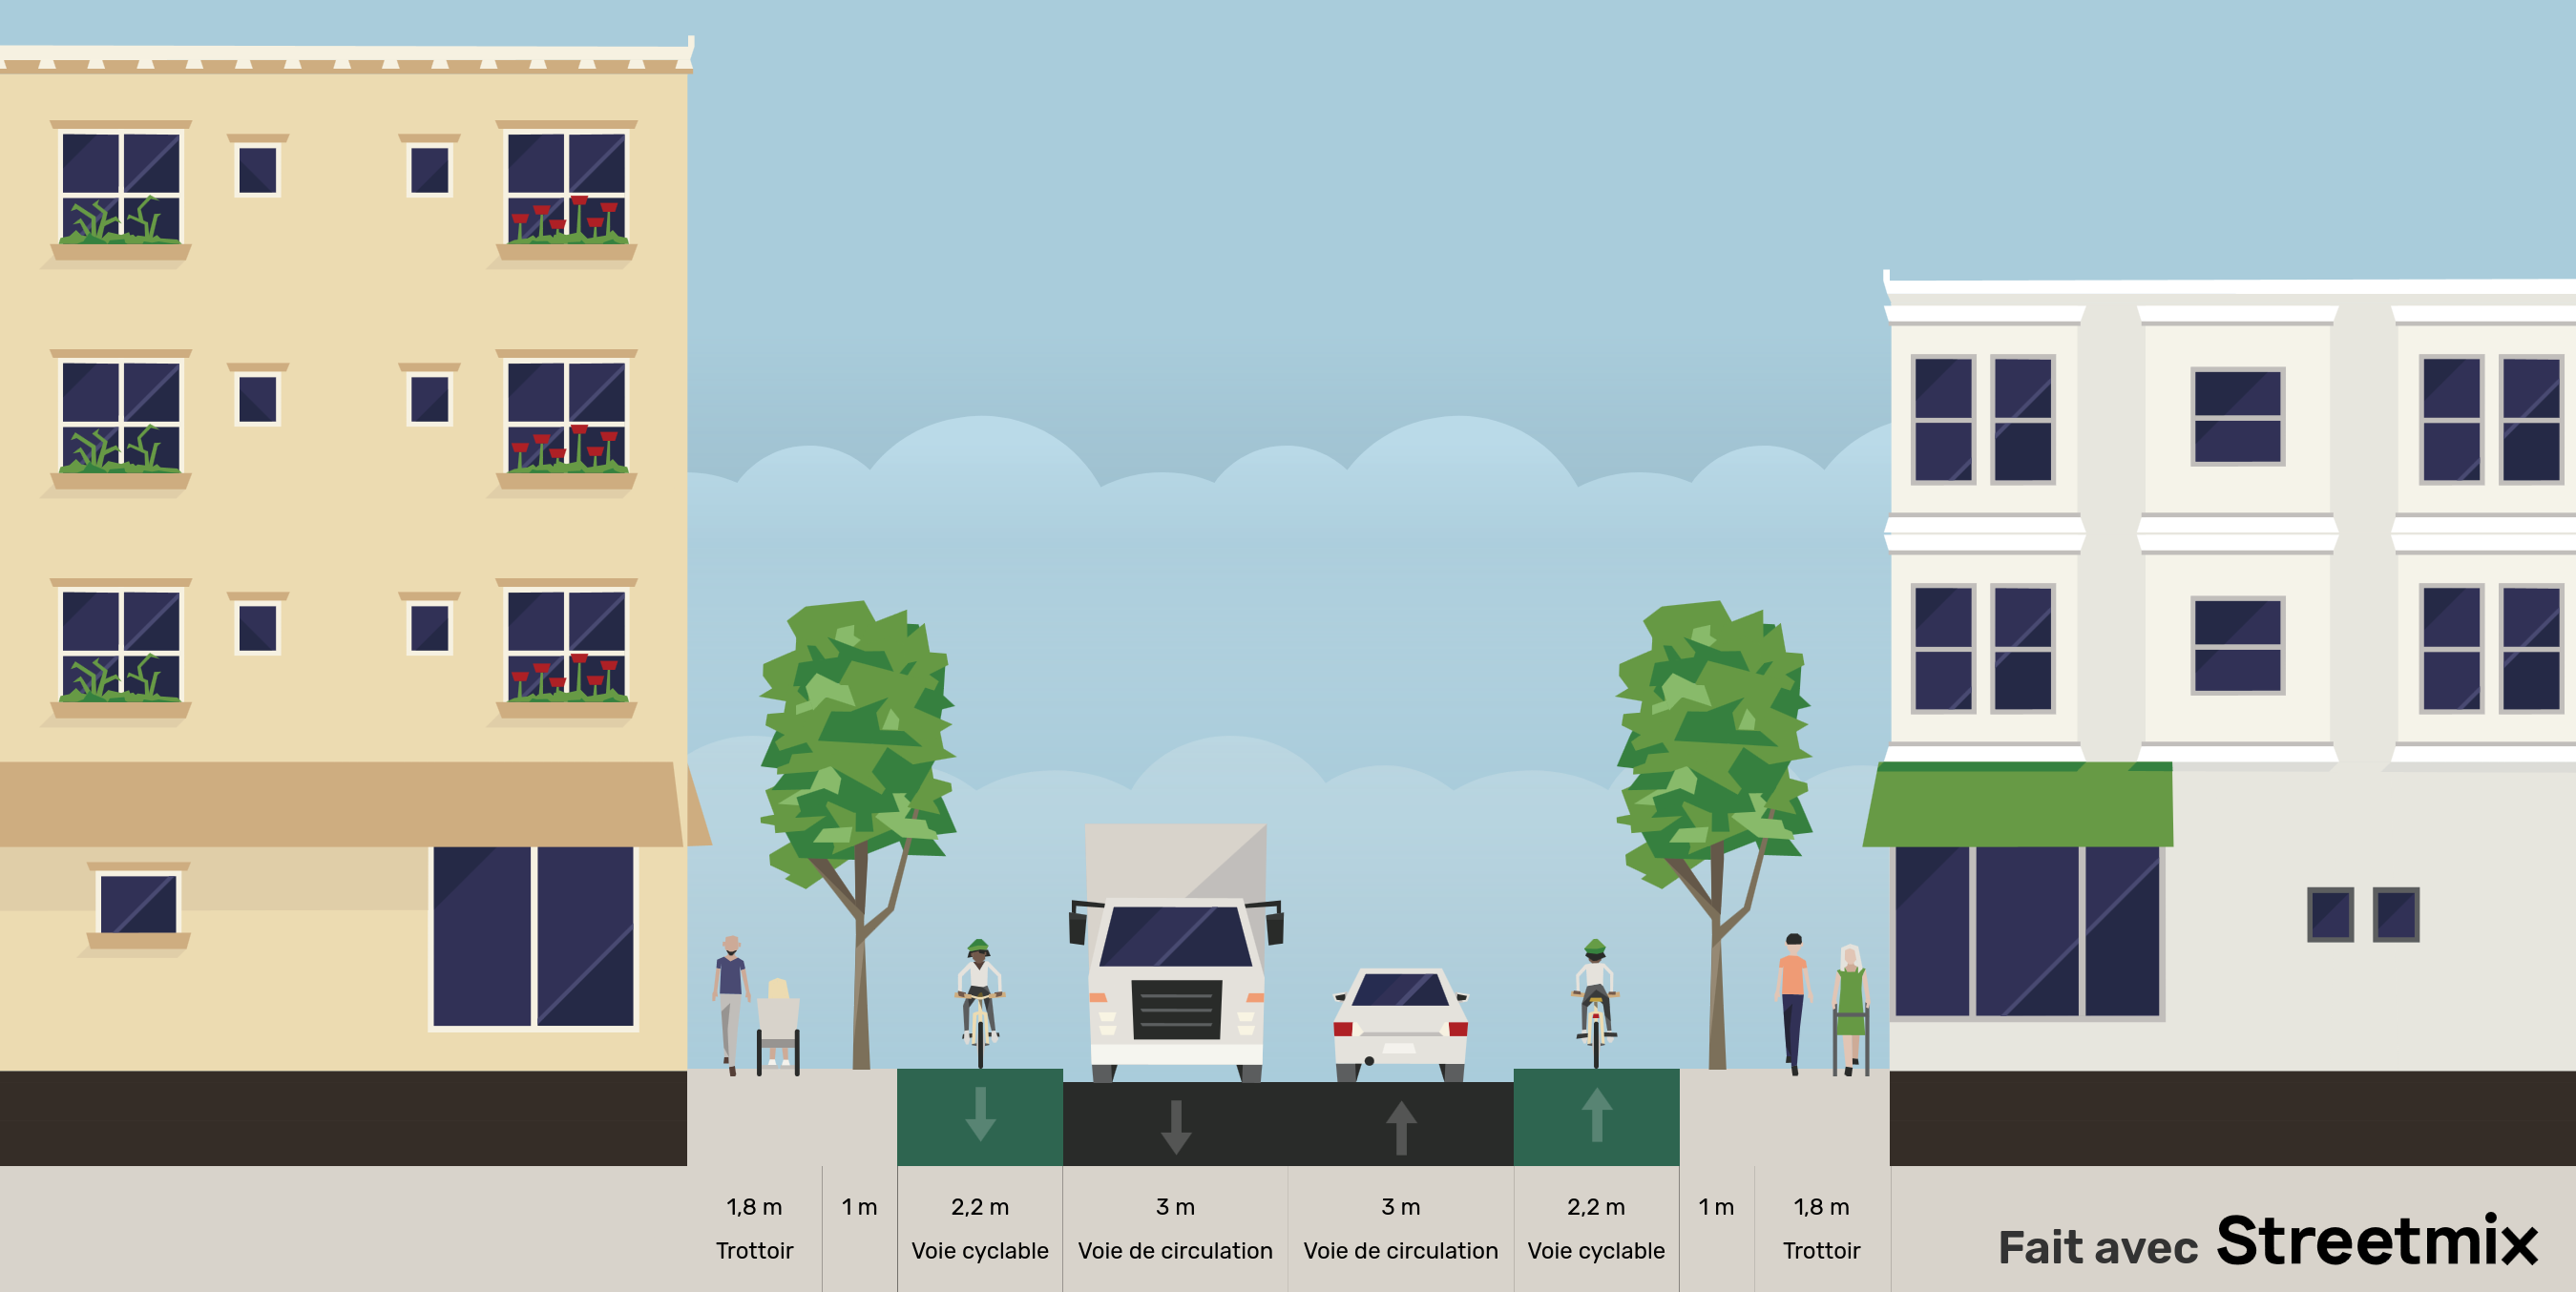 1,8 m
1 m
2,2 m
3 m
3 m
2,2 m
1 m
1,8 m
Trottoir
Voie cyclable
Voie de circulation
Voie de circulation
Voie cyclable
Trottoir
Fait avec Streetmix